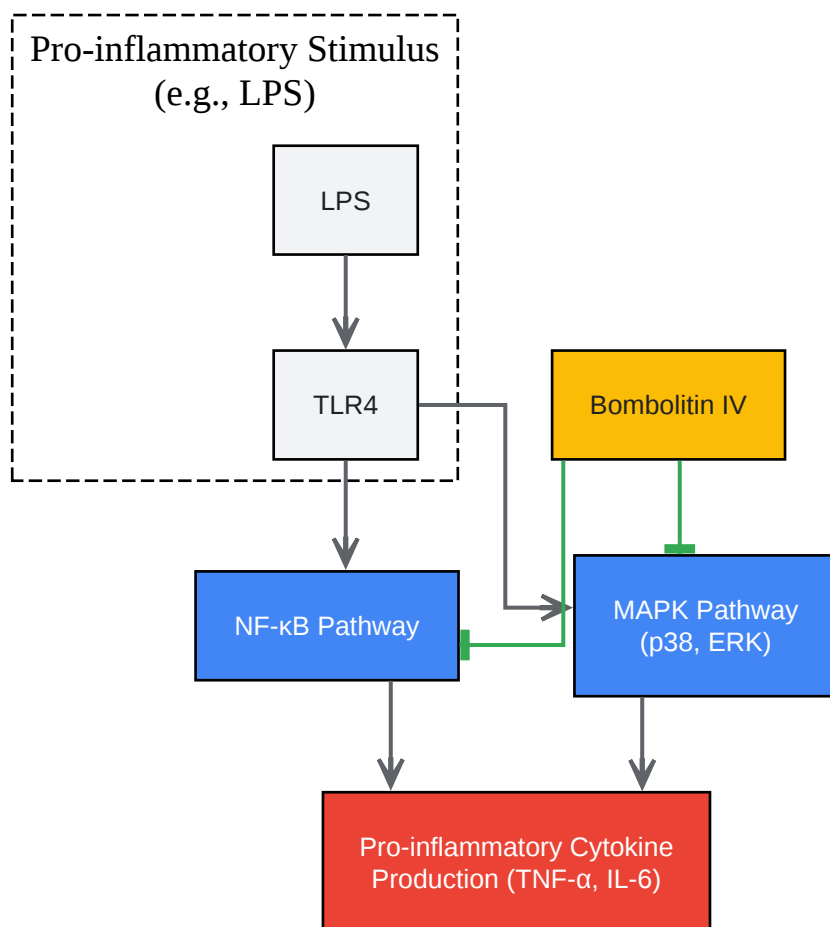 Pro-inflammatory Stimulus
(e.g., LPS)
LPS
TLR4
Bombolitin IV
NF-κB Pathway
MAPK Pathway
(p38, ERK)
Pro-inflammatory Cytokine
Production (TNF-α, IL-6)